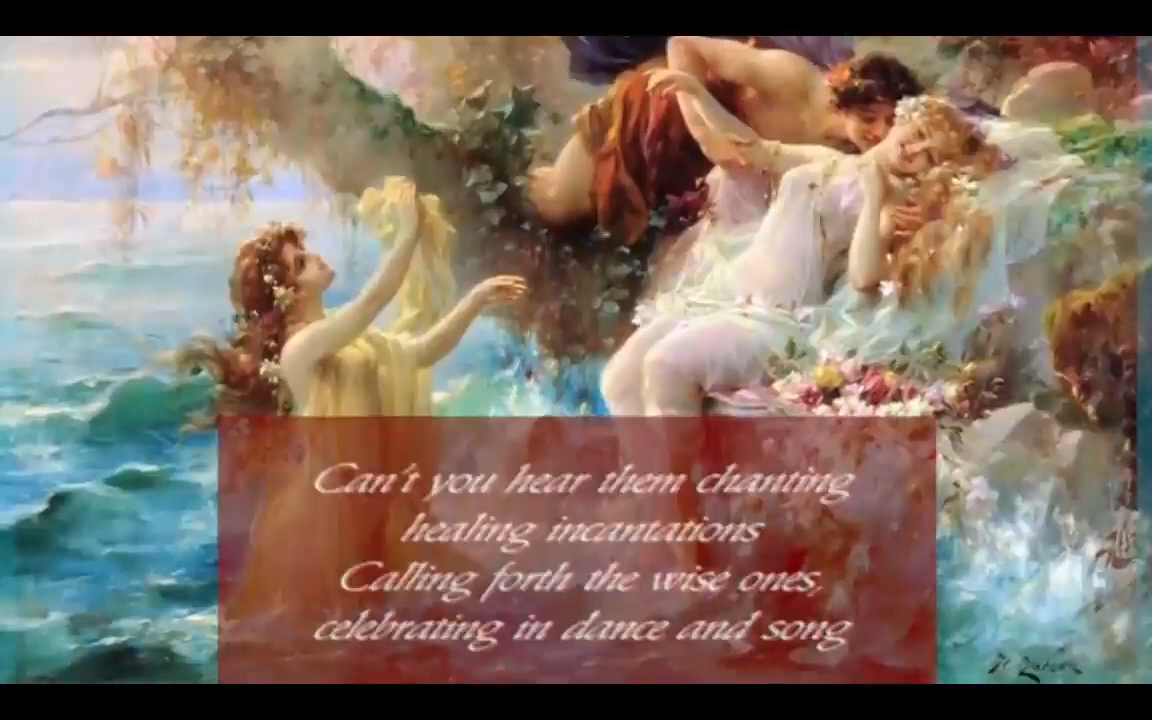 Can't you hear them chanting
healing incantations
Calling forth the wise ones,
celebrating in dance and song